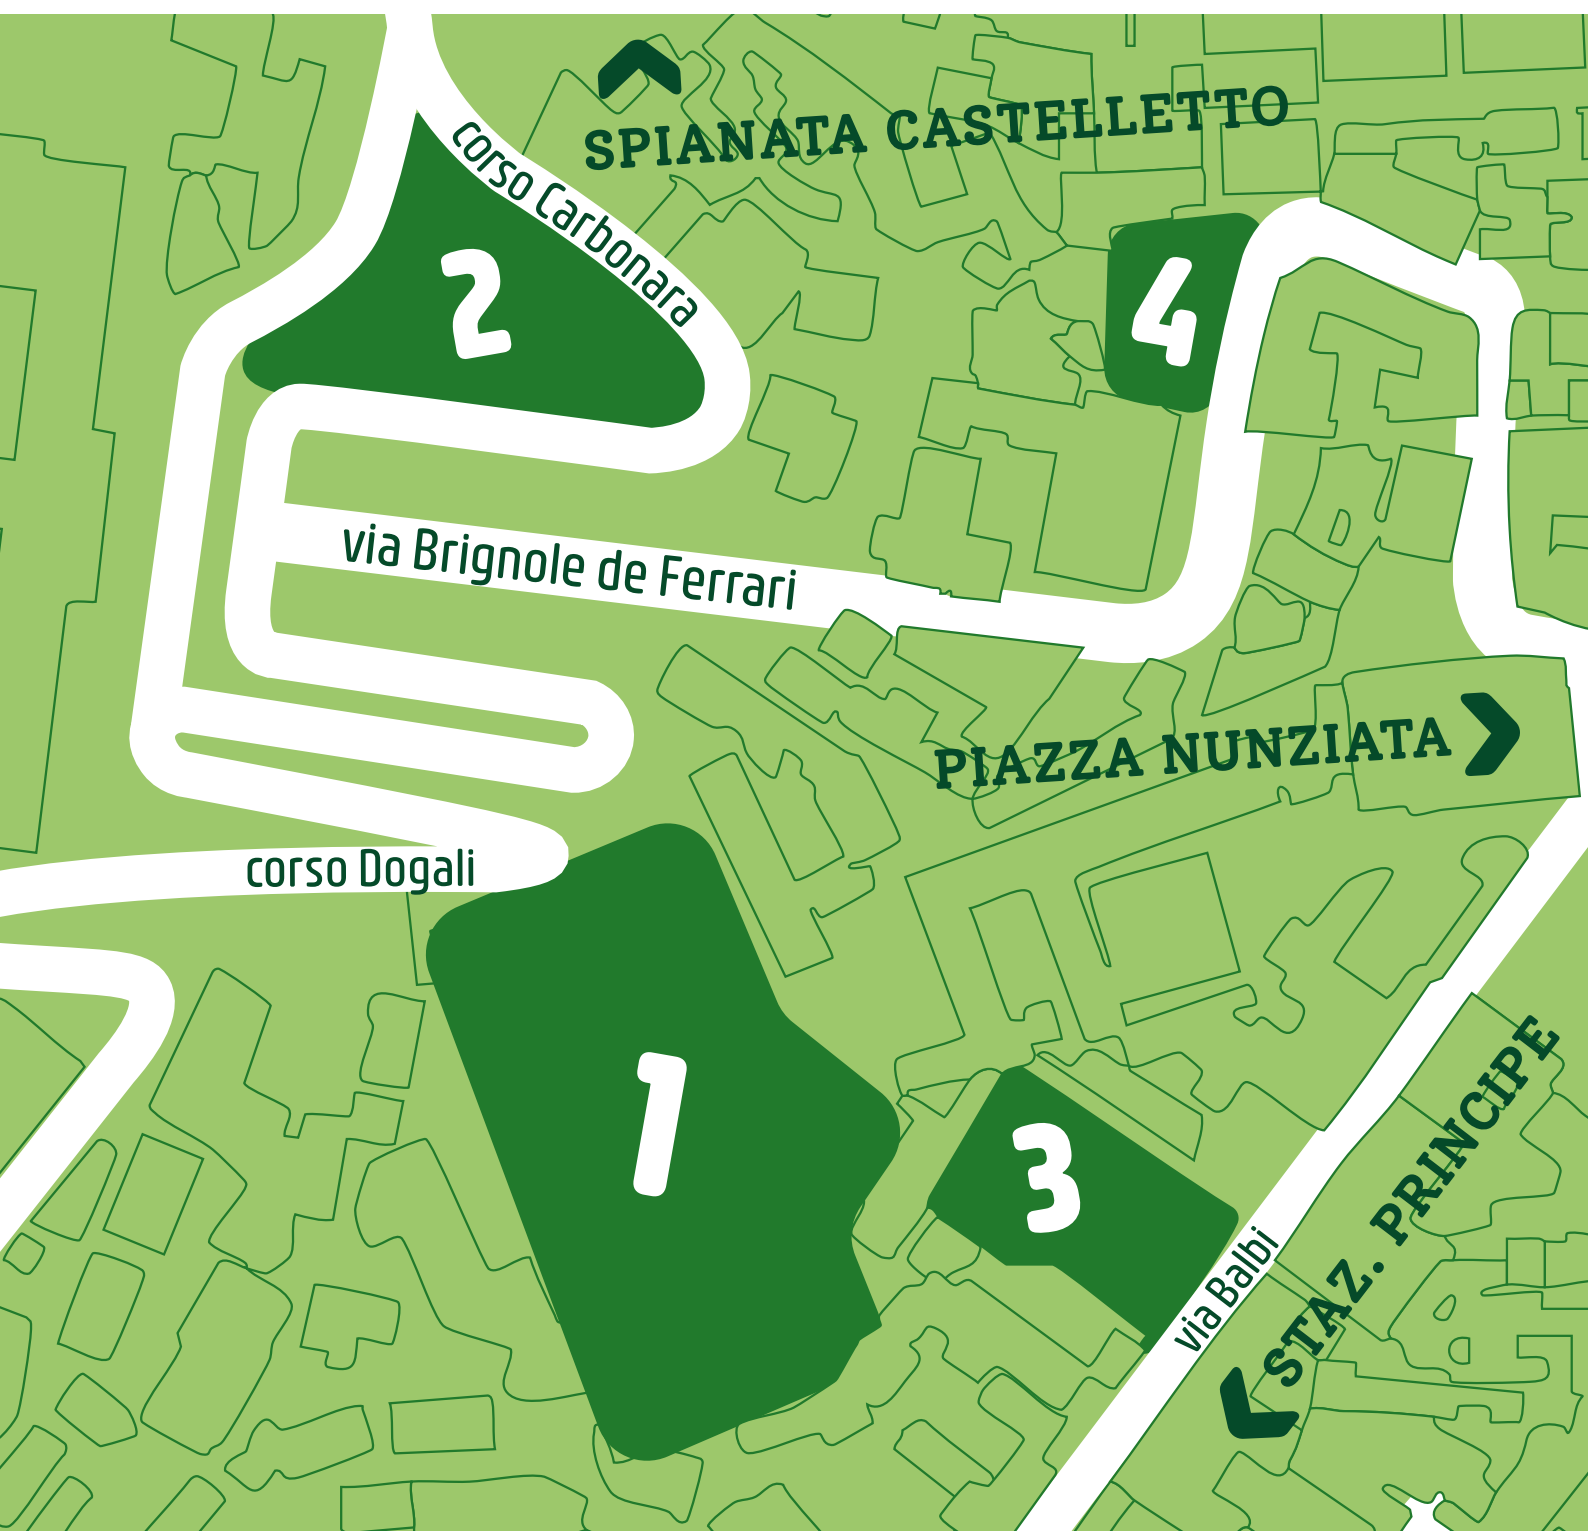 SPIANATA CASTELLETTO
corso Carbonara
2
4
via Brignole de Ferrari
PIAZZA NUNZIATA
corso Dogali
1
3
via Balbi
STAZ. PRINCIPE